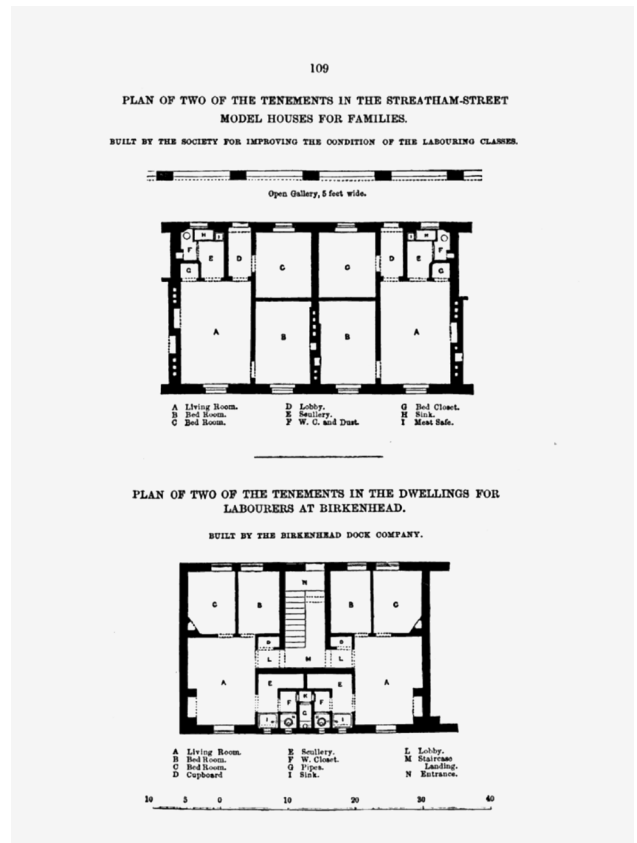 109
PLAN OF TWO OF THE TENEMENTS IN THE STREATHAM-STREET
MODEL HOUSES FOR FAMILIES.
BUILT BY THE SOCIETY FOR IMPROVING THE CONDITION OF THE LABOURING CLASSES.
Open Gallery, 5 feet wide.
H I I H
F E D C C D E F
G G
A B B A
A Living Room. D Lobby. G Bed Closet.
B Bed Room. E Scullery. H Sink.
C Bed Room. F W. C. and Dust. I Meat Safe.
PLAN OF TWO OF THE TENEMENTS IN THE DWELLINGS FOR
LABOURERS AT BIRKENHEAD.
BUILT BY THE BIRKENHEAD DOCK COMPANY.
N
C B B C
D D
L M L
A E E A
F K F
G
I I
A Living Room. E Scullery. L Lobby.
B Bed Room. F W. Closet. M Staircase
C Bed Room. G Pipes. Landing.
D Cupboard I Sink. N Entrance.
10 5 0 10 20 30 40